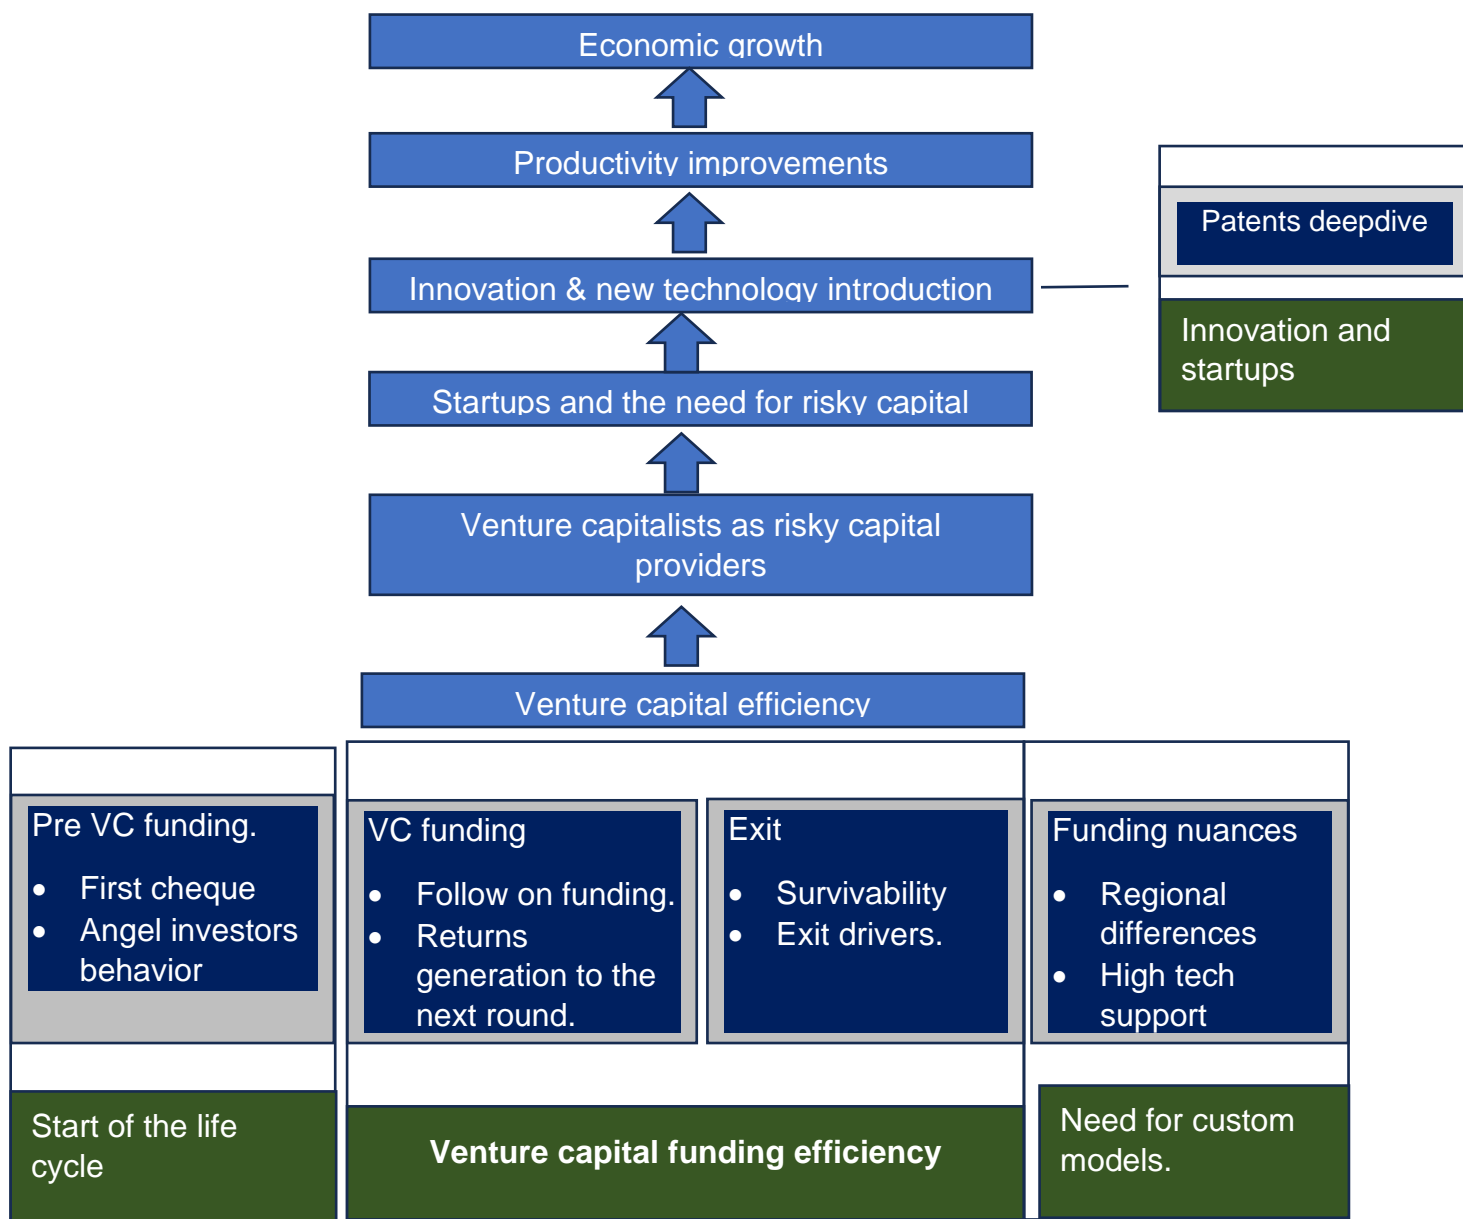 Economic growth
Productivity improvements
Patents deepdive
Innovation & new technology introduction
Innovation and
startups
Startups and the need for risky capital
Venture capitalists as risky capital
providers
Venture capital efficiency
Pre VC funding.
• First cheque
• Angel investors
behavior
VC funding
• Follow on funding.
• Returns
generation to the
next round.
Exit
• Survivability
• Exit drivers.
Funding nuances
• Regional
differences
• High tech
support
Start of the life
cycle
Venture capital funding efficiency
Need for custom
models.